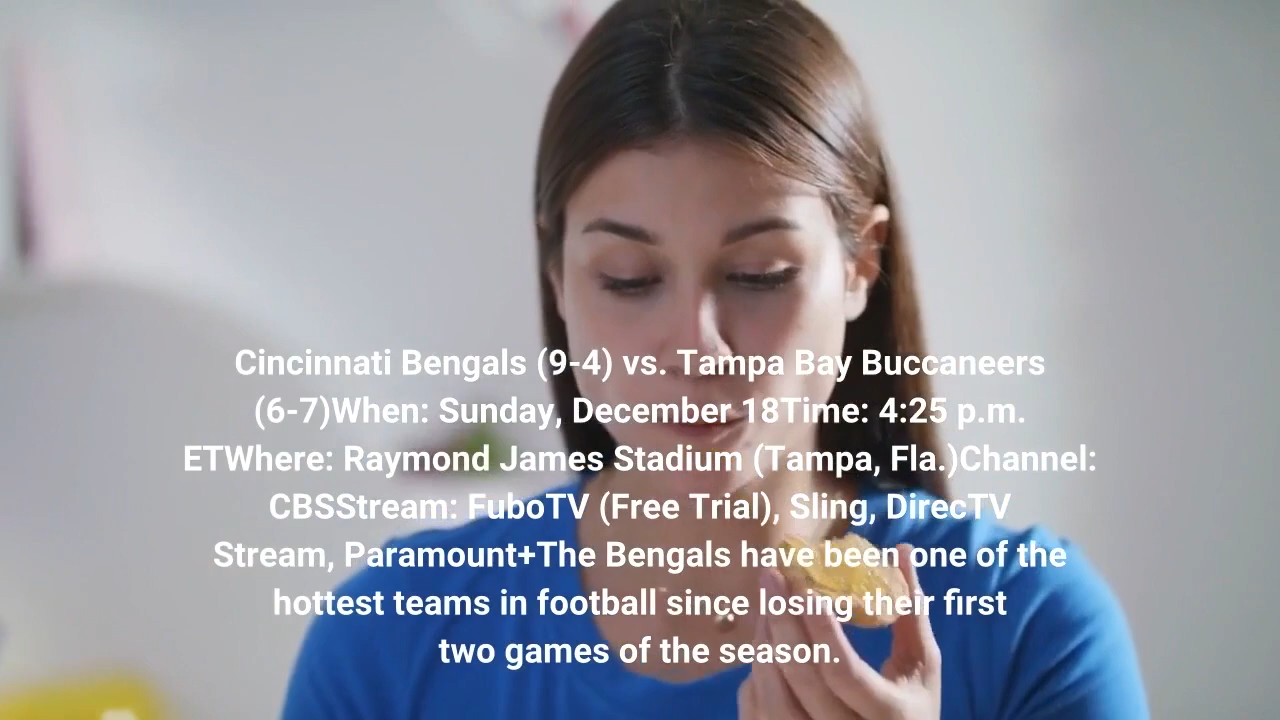 Cincinnati Bengals (9-4) vs. Tampa Bay Buccaneers
(6-7)When: Sunday, December 18Time: 4:25 p.m.
ETWhere: Raymond James Stadium (Tampa, Fla.)Channel:
CBSStream: FuboTV (Free Trial), Sling, DirecTV
Stream, Paramount+The Bengals have been one of the
hottest teams in football since losing their first
two games of the season.